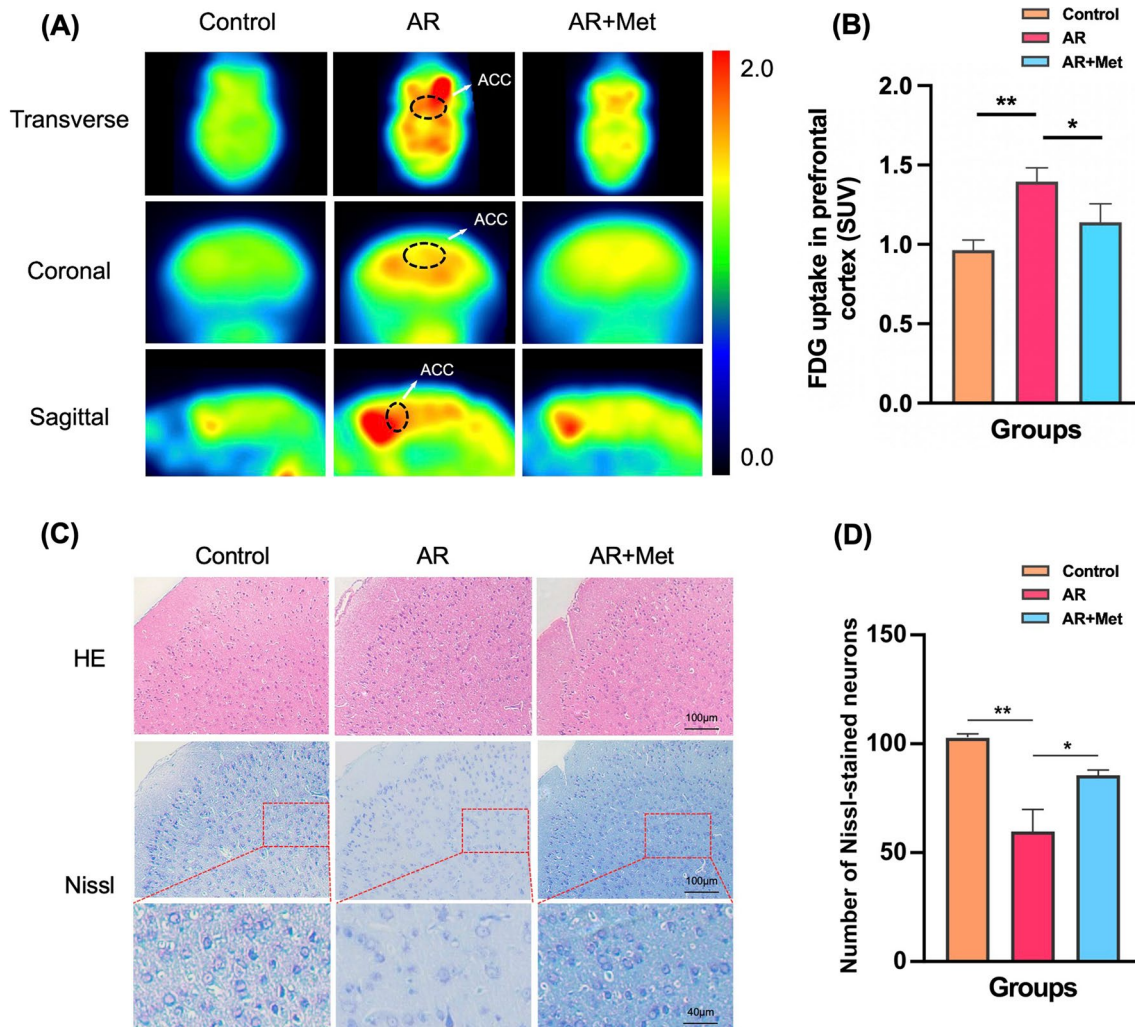 (A)
Control AR AR+Met
Transverse
ACC
Coronal
ACC
Sagittal
ACC
2.0
0.0
(B)
Control
AR
AR+Met
FDG uptake in prefrontal
cortex (SUV)
2.0
1.5
1.0
0.5
0.0
**
*
Groups
(C)
Control AR AR+Met
HE
100μm
Nissl
100μm
40μm
(D)
Control
AR
AR+Met
Number of Nissl-stained neurons
150
100
50
0
**
*
Groups